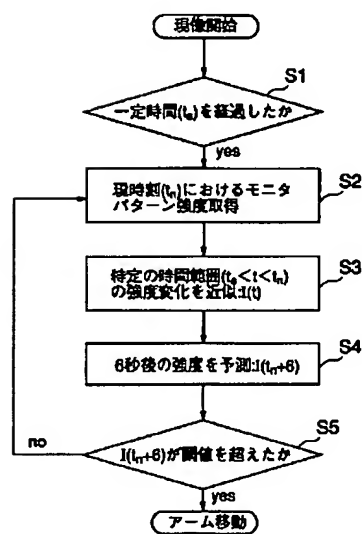 現像開始
S1
一定時間(te)を経過したか
yes
S2
現時刻(tn)におけるモニタ
パターン強度取得
S3
特定の時間範囲(te<t<tn)
の強度変化を近似:I(t)
S4
6秒後の強度を予測:I(tn+6)
S5
no
I(tn+6)が閾値を超えたか
yes
アーム移動